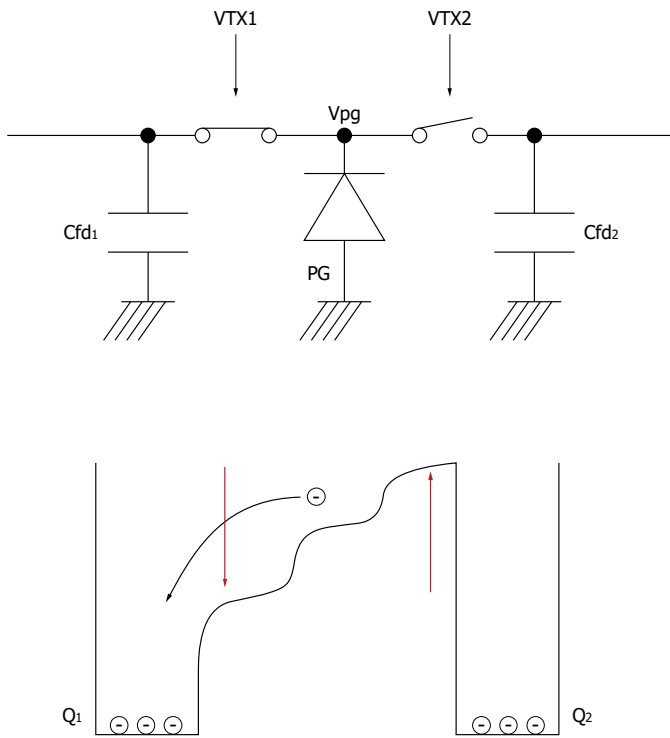 VTX1 VTX2
Vpg
Cfd1 Cfd2
PG
-
Q1 - - - - - - Q2